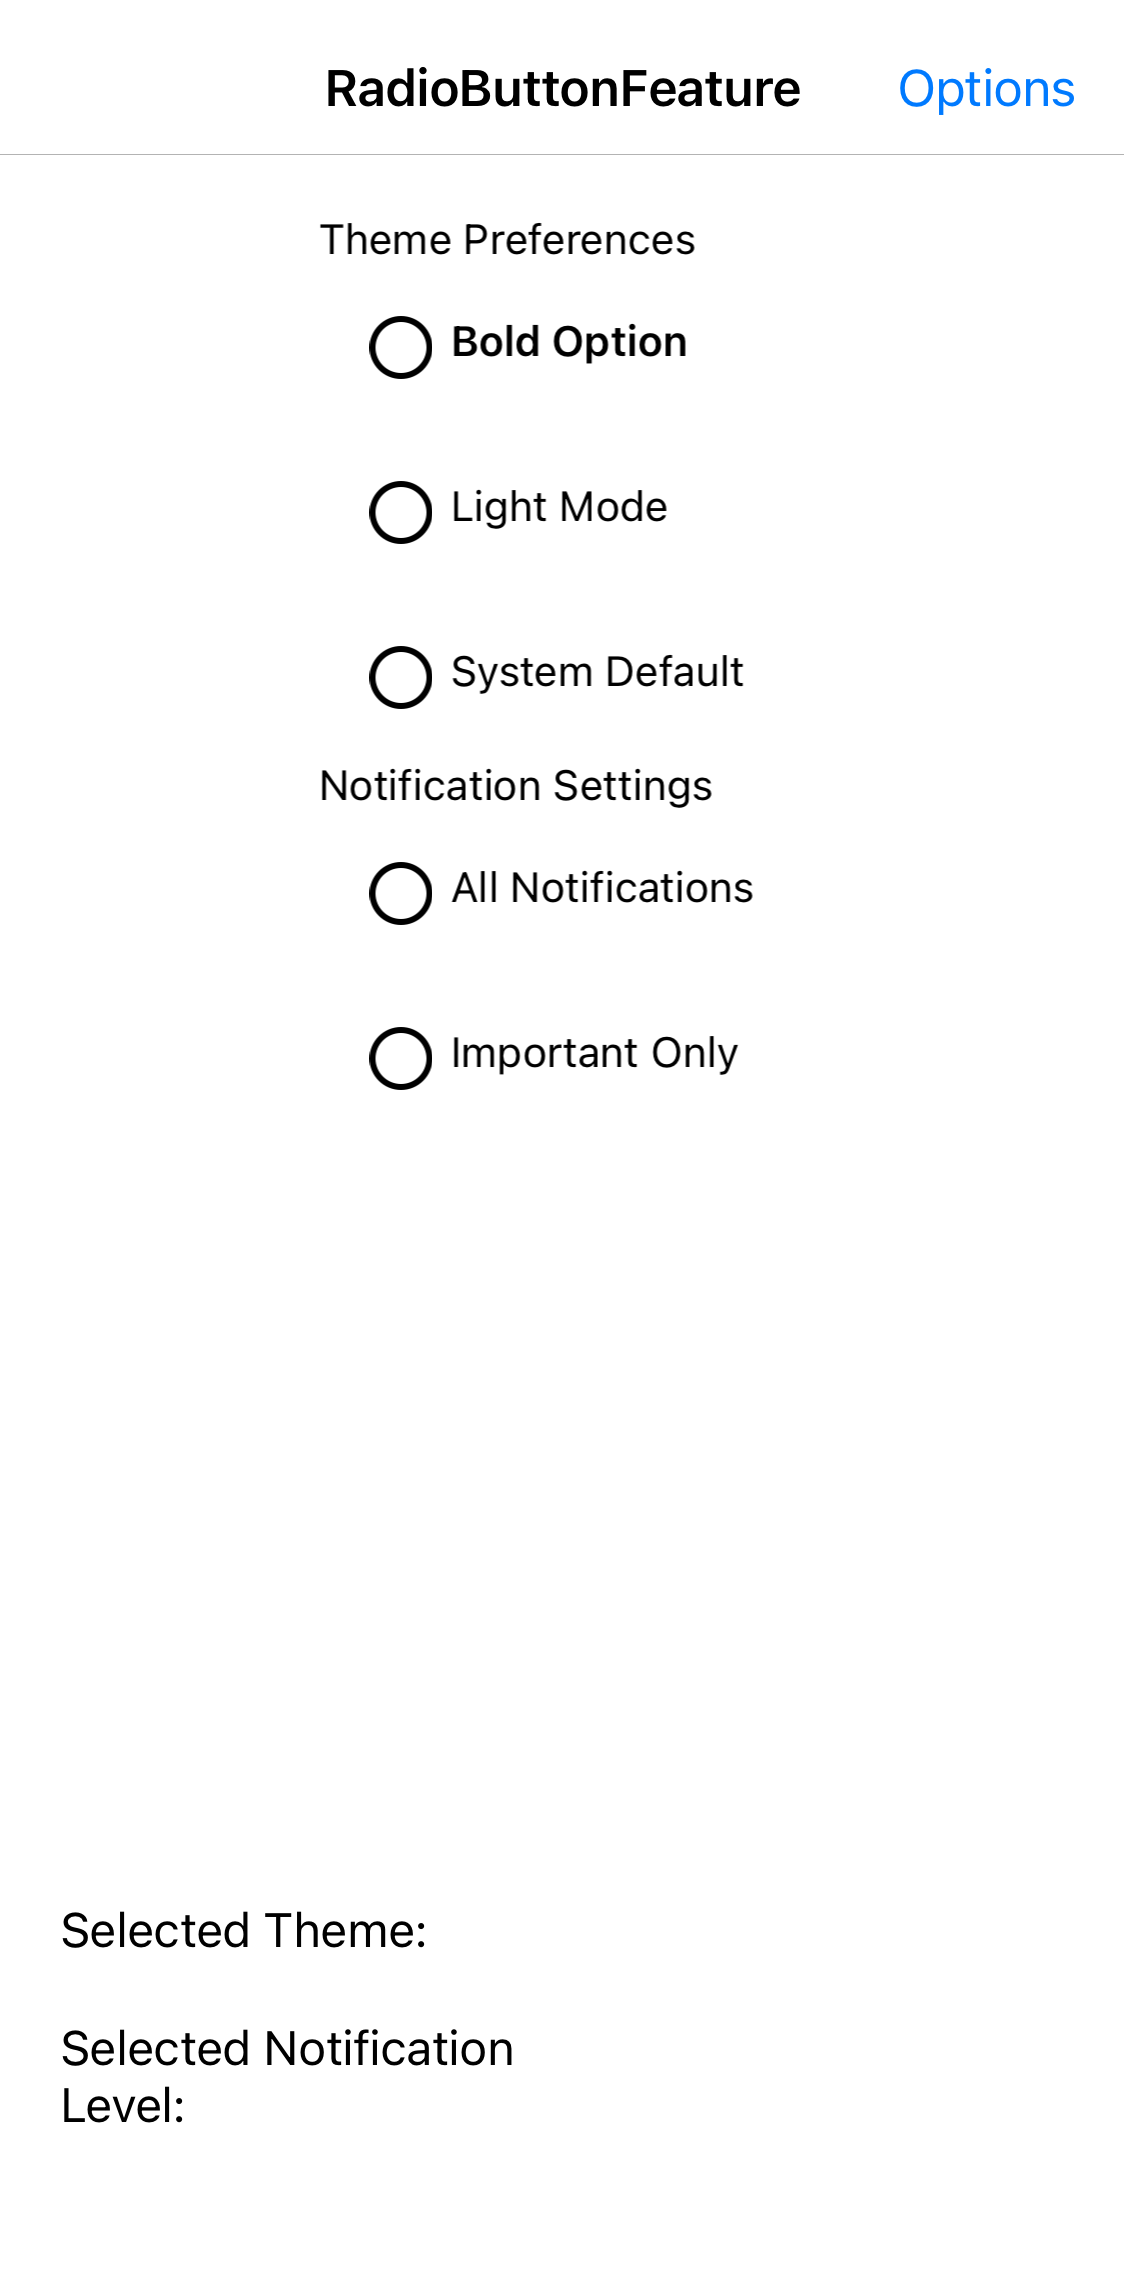 RadioButtonFeature
Options
Theme Preferences
Bold Option
Light Mode
System Default
Notification Settings
All Notifications
Important Only
Selected Theme:
Selected Notification
Level: